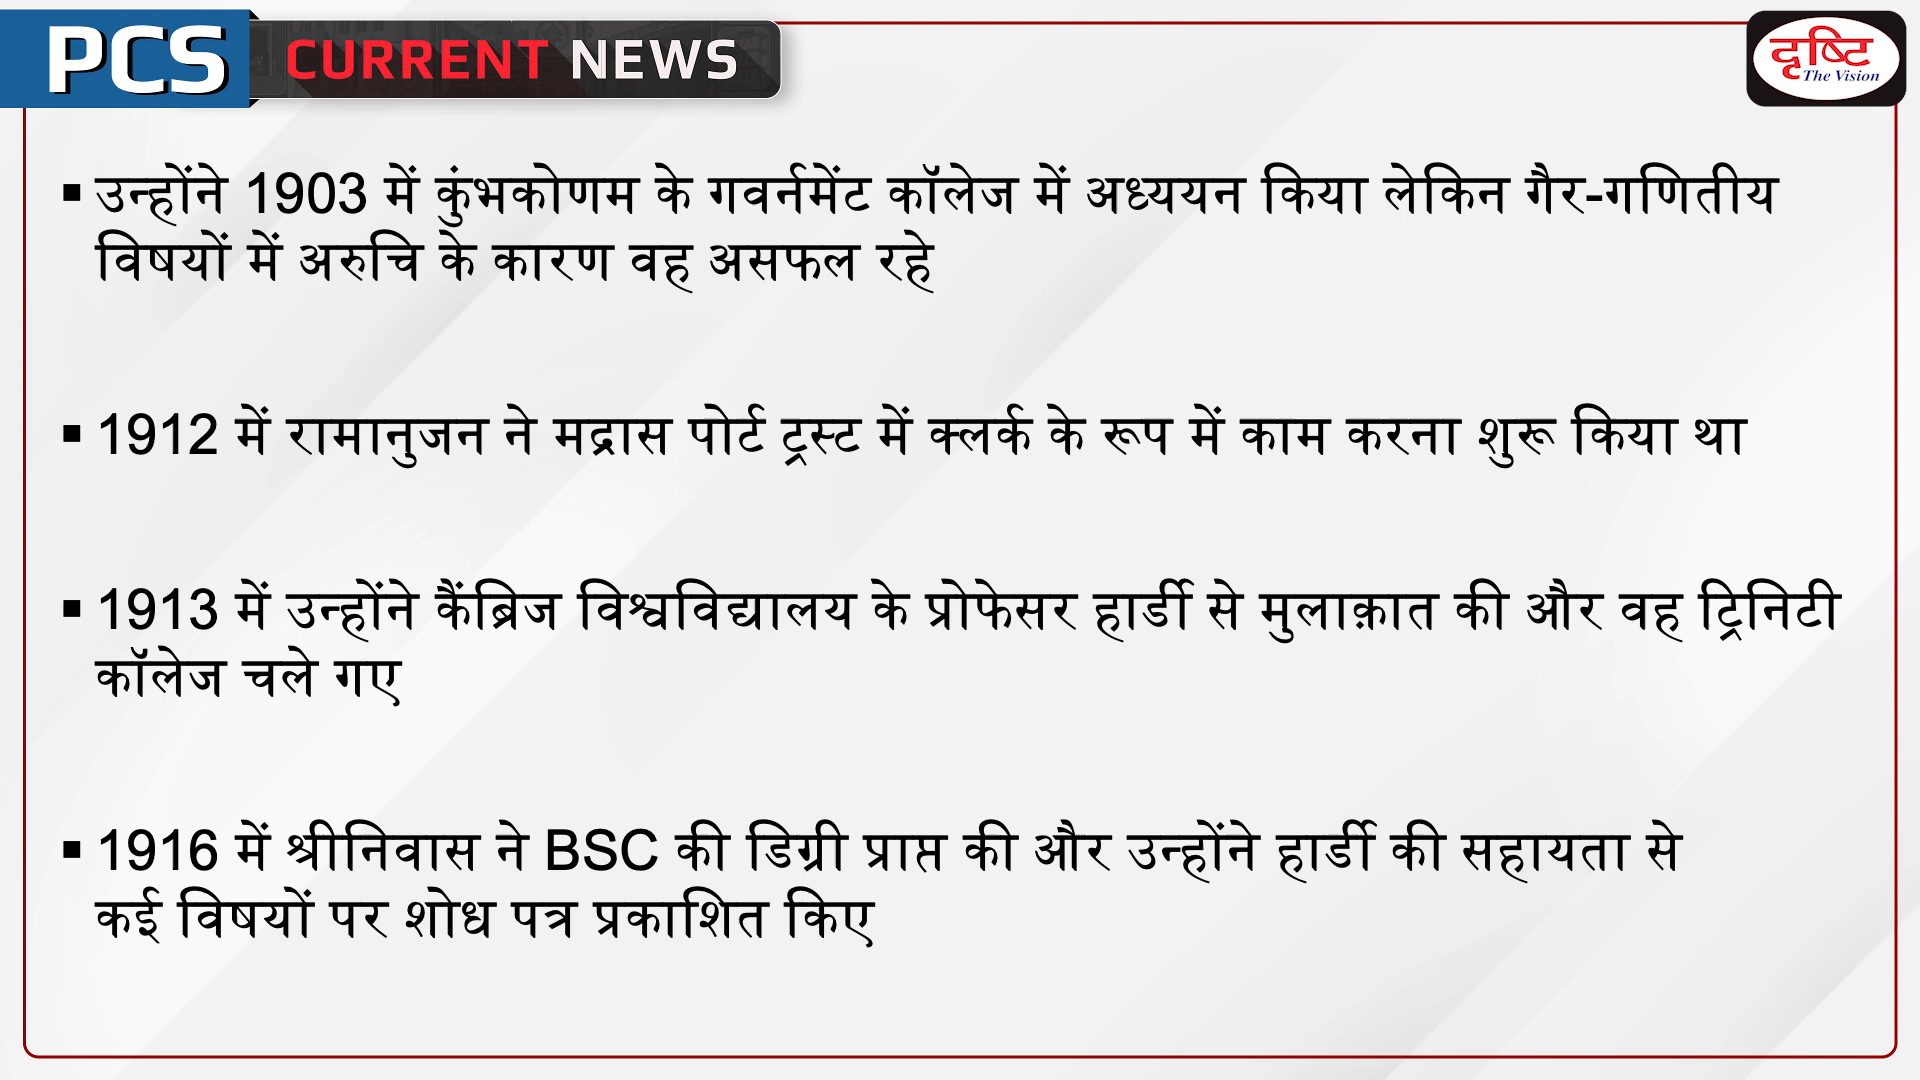 PCS CURRENT NEWS
दृष्टि
The Vision
▪ उन्होंने 1903 में कुंभकोणम के गवर्नमेंट कॉलेज में अध्ययन किया लेकिन गैर-गणितीय
विषयों में अरुचि के कारण वह असफल रहे
▪ 1912 में रामानुजन ने मद्रास पोर्ट ट्रस्ट में क्लर्क के रूप में काम करना शुरू किया था
▪ 1913 में उन्होंने कैंब्रिज विश्वविद्यालय के प्रोफेसर हार्डी से मुलाक़ात की और वह ट्रिनिटी
कॉलेज चले गए
▪ 1916 में श्रीनिवास ने BSC की डिग्री प्राप्त की और उन्होंने हार्डी की सहायता से
कई विषयों पर शोध पत्र प्रकाशित किए